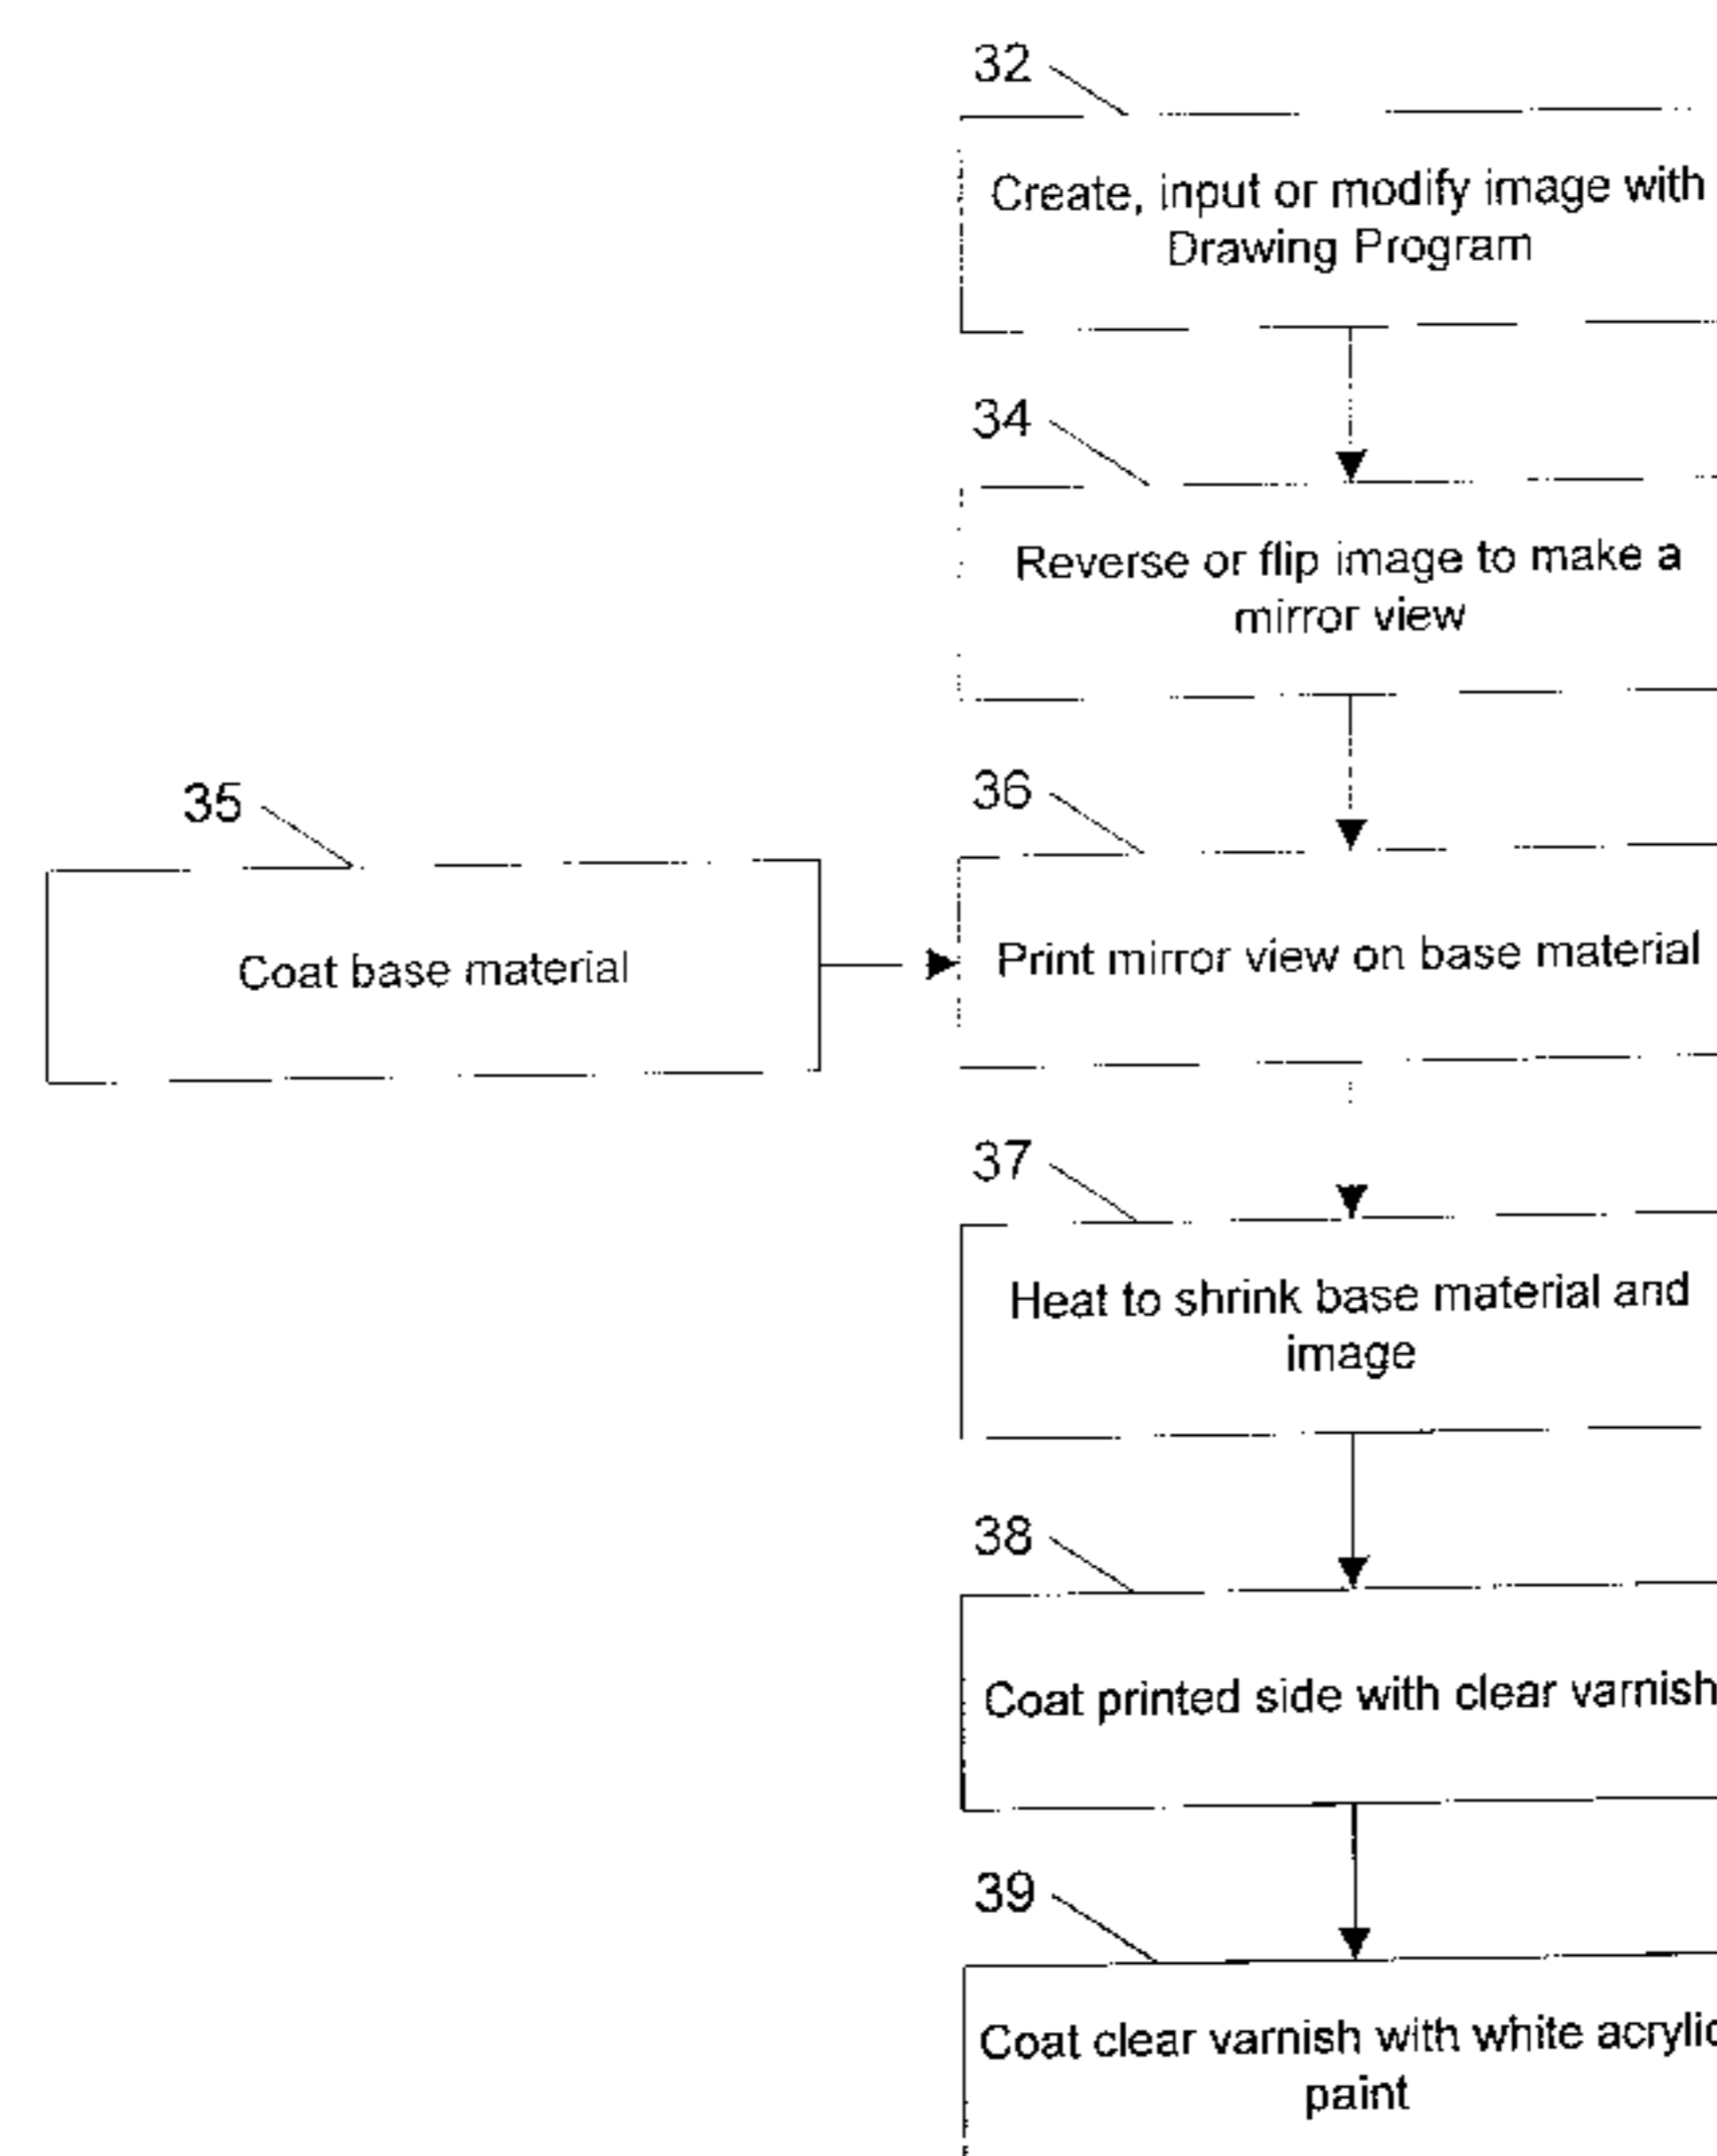 32
Create, input or modify image with
Drawing Program
34
Reverse or flip image to make a
mirror view
35
Coat base material
36
Print mirror view on base material
37
Heat to shrink base material and
image
38
Coat printed side with clear varnish
39
Coat clear varnish with white acrylic
paint